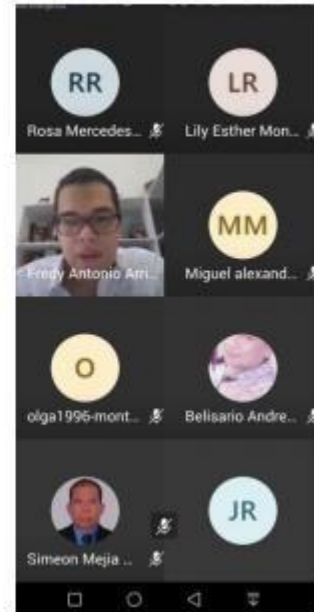 RR
LR
Rosa Mercedes...
Lily Esther Mon...
MM
Fredy Antonio Arri...
Miguel alexand...
O
olga1996-mont...
Belisario Andre...
JR
Simeon Mejia ...